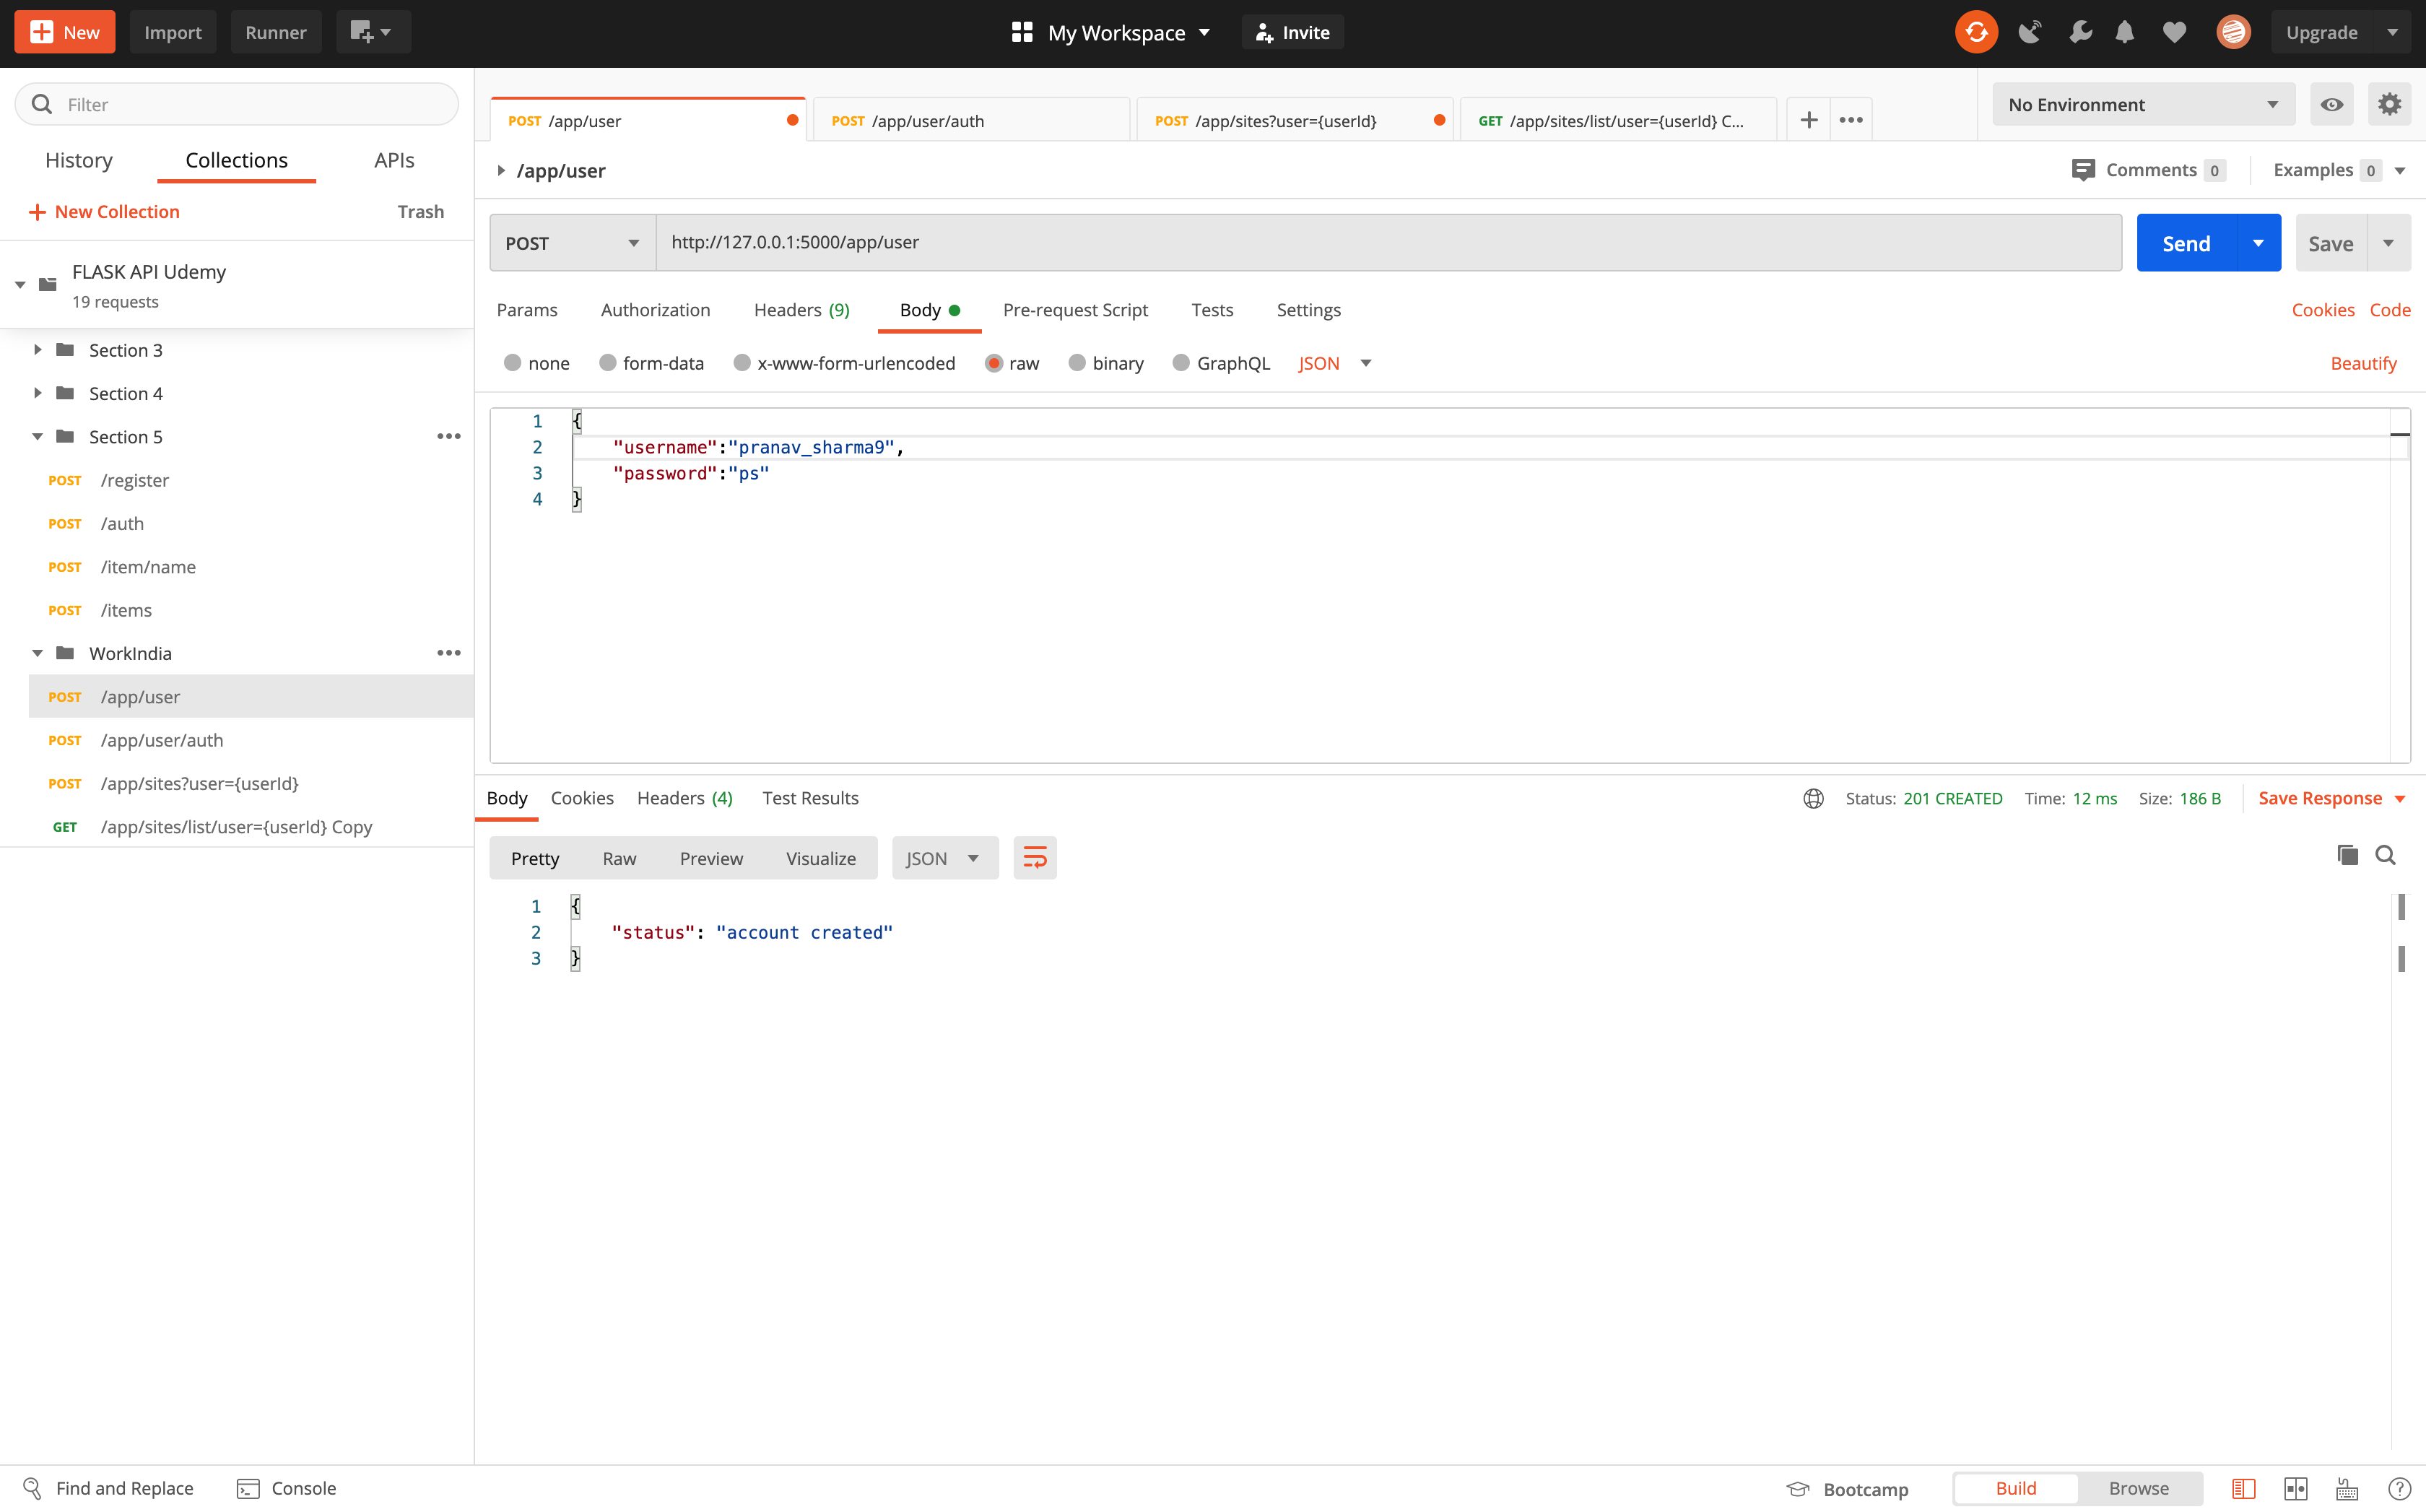 New Import Runner My Workspace Invite Upgrade
Filter
History Collections APIs
New Collection Trash
FLASK API Udemy
19 requests
Section 3
Section 4
Section 5
POST /register
POST /auth
POST /item/name
POST /items
WorkIndia
POST /app/user
POST /app/user/auth
POST /app/sites?user={userId}
GET /app/sites/list/user={userId} Copy
POST /app/user POST /app/user/auth POST /app/sites?user={userId} GET /app/sites/list/user={userId} C... No Environment
/app/user Comments 0 Examples 0
POST http://127.0.0.1:5000/app/user Send Save
Params Authorization Headers (9) Body Pre-request Script Tests Settings Cookies Code
none form-data x-www-form-urlencoded raw binary GraphQL JSON Beautify
1 {
2 "username":"pranav_sharma9",
3 "password":"ps"
4 }
Body Cookies Headers (4) Test Results Status: 201 CREATED Time: 12 ms Size: 186 B Save Response
Pretty Raw Preview Visualize JSON
1 {
2 "status": "account created"
3 }
Find and Replace Console Bootcamp Build Browse